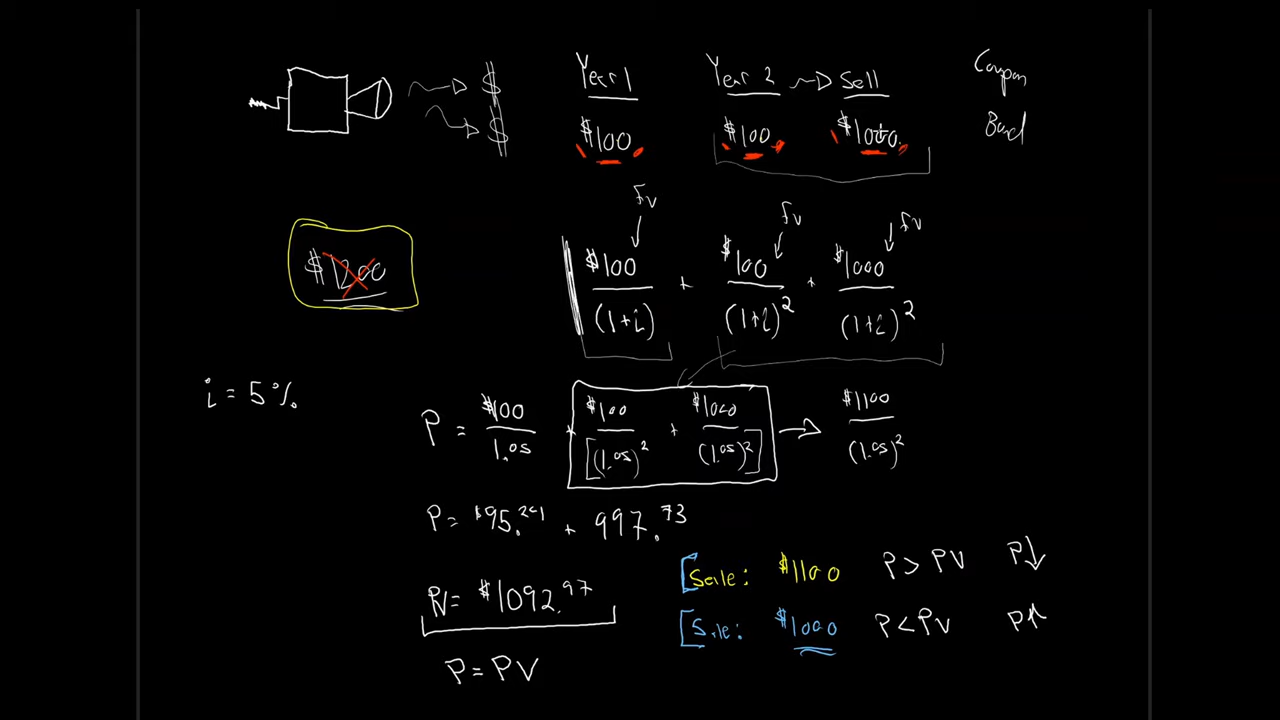 Year 1 Year 2 Sell Coupon
$
$100 $100 $1000 Bond
$
Fv Fv Fv
$1200
$100 + $100 + $1000
(1+i) (1+i)² (1+i)²
i = 5%
P = $100 + $100 + $1000 → $1100
1.05 [(1.05)² (1.05)²] (1.05)²
P = $95.241 + 997.73
PV = $1092.97
P = PV
[Sale: $1100 P > PV P↓
[Sale: $1000 P < PV P↑